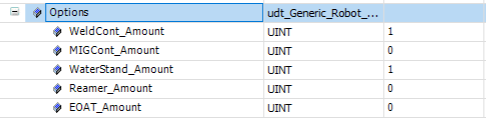 Options udt_Generic_Robot_...
WeldCont_Amount UINT 1
MIGCont_Amount UINT 0
WaterStand_Amount UINT 1
Reamer_Amount UINT 0
EOAT_Amount UINT 0